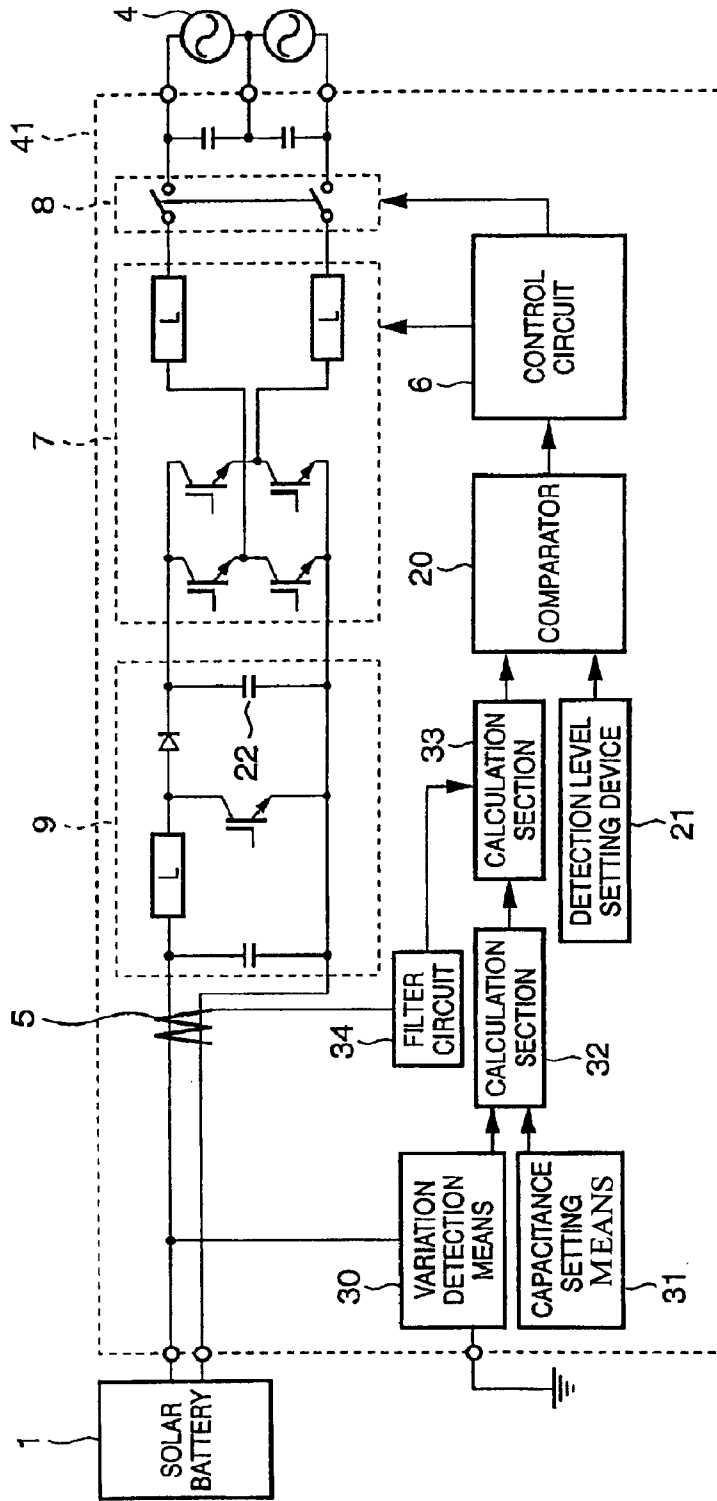 41
4
8
7
9
5
1
SOLAR
BATTERY
L
L
L
22
34
FILTER
CIRCUIT
30
VARIATION
DETECTION
MEANS
CAPACITANCE
SETTING
MEANS
31
CALCULATION
SECTION
32
CALCULATION
SECTION
33
DETECTION LEVEL
SETTING DEVICE
21
20
COMPARATOR
6
CONTROL
CIRCUIT